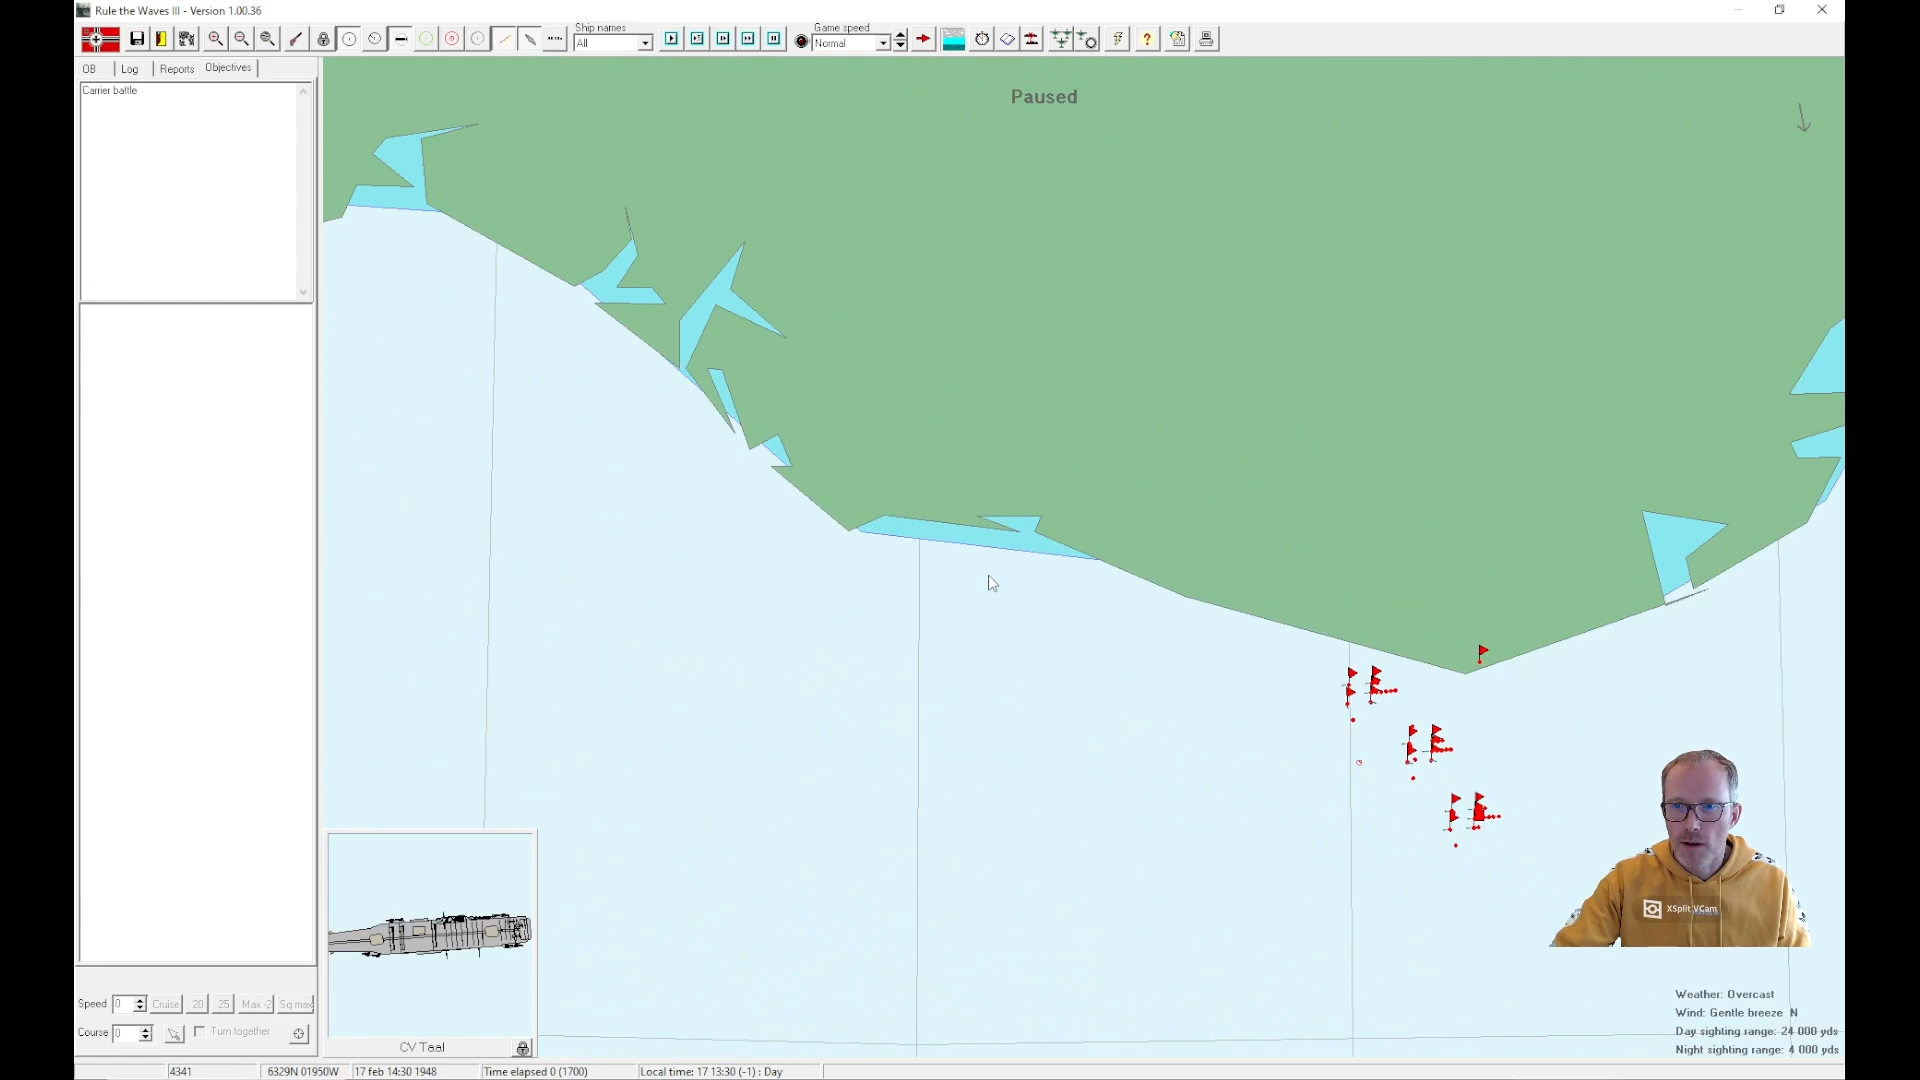 Rule the Waves III - Version 1.00.36
Ship names
All
Game speed
Normal
OB
Log
Reports
Objectives
Carrier battle
Paused
XSplit VCam
Speed 0 Cruise 20 25 Max -2 Sq max
Course 0 Turn together
CV Taal
Weather: Overcast
Wind: Gentle breeze N
Day sighting range: 24 000 yds
Night sighting range: 4 000 yds
4341
6329N 01950W
17 feb 14:30 1948
Time elapsed 0 (1700)
Local time: 17 13:30 (-1) : Day